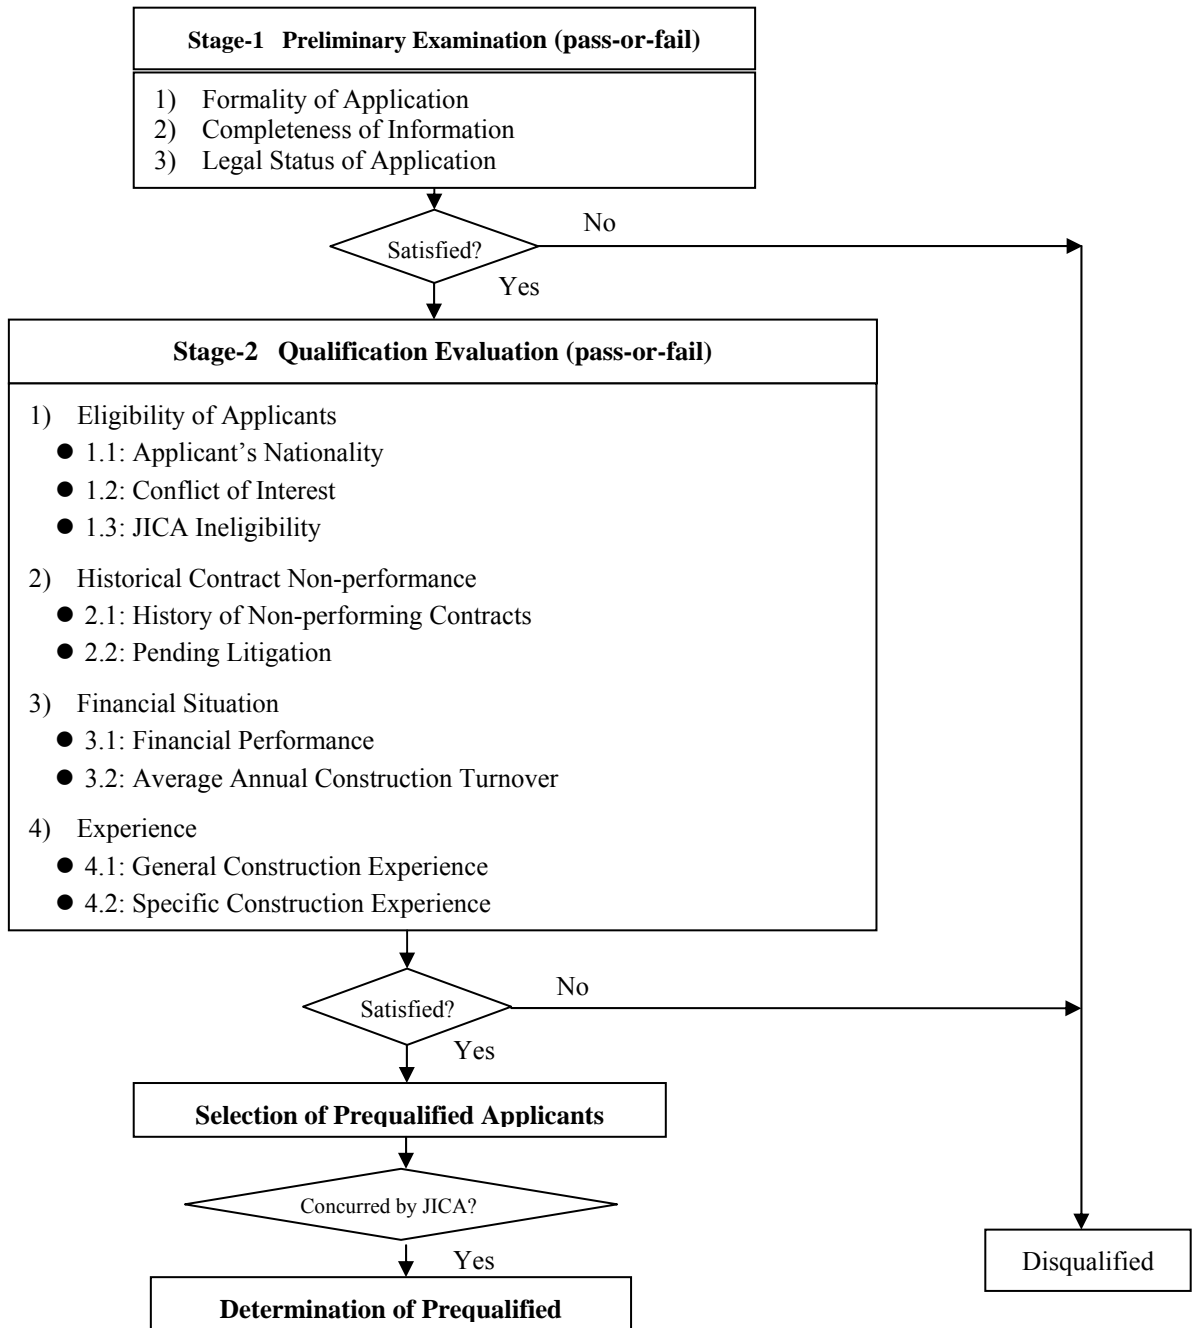 Stage-1 Preliminary Examination (pass-or-fail)
1) Formality of Application
2) Completeness of Information
3) Legal Status of Application
Satisfied?
No
Yes
Stage-2 Qualification Evaluation (pass-or-fail)
1) Eligibility of Applicants
● 1.1: Applicant’s Nationality
● 1.2: Conflict of Interest
● 1.3: JICA Ineligibility
2) Historical Contract Non-performance
● 2.1: History of Non-performing Contracts
● 2.2: Pending Litigation
3) Financial Situation
● 3.1: Financial Performance
● 3.2: Average Annual Construction Turnover
4) Experience
● 4.1: General Construction Experience
● 4.2: Specific Construction Experience
Satisfied?
No
Yes
Selection of Prequalified Applicants
Concurred by JICA?
Yes
Disqualified
Determination of Prequalified